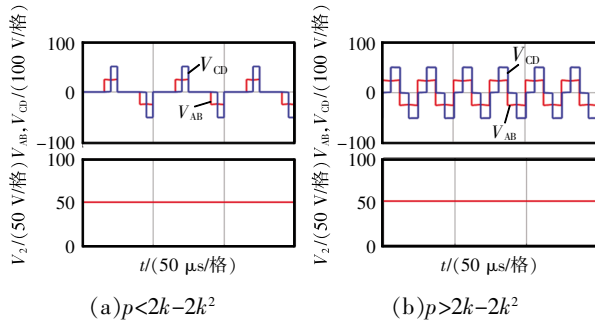 V_AB, V_CD/(100 V/格)
100
0
-100
V_CD
V_AB
V_2/(50 V/格)
100
50
0
t/(50 μs/格)
(a)p<2k-2k²
V_AB, V_CD/(100 V/格)
100
0
-100
V_CD
V_AB
V_2/(50 V/格)
100
50
0
t/(50 μs/格)
(b)p>2k-2k²